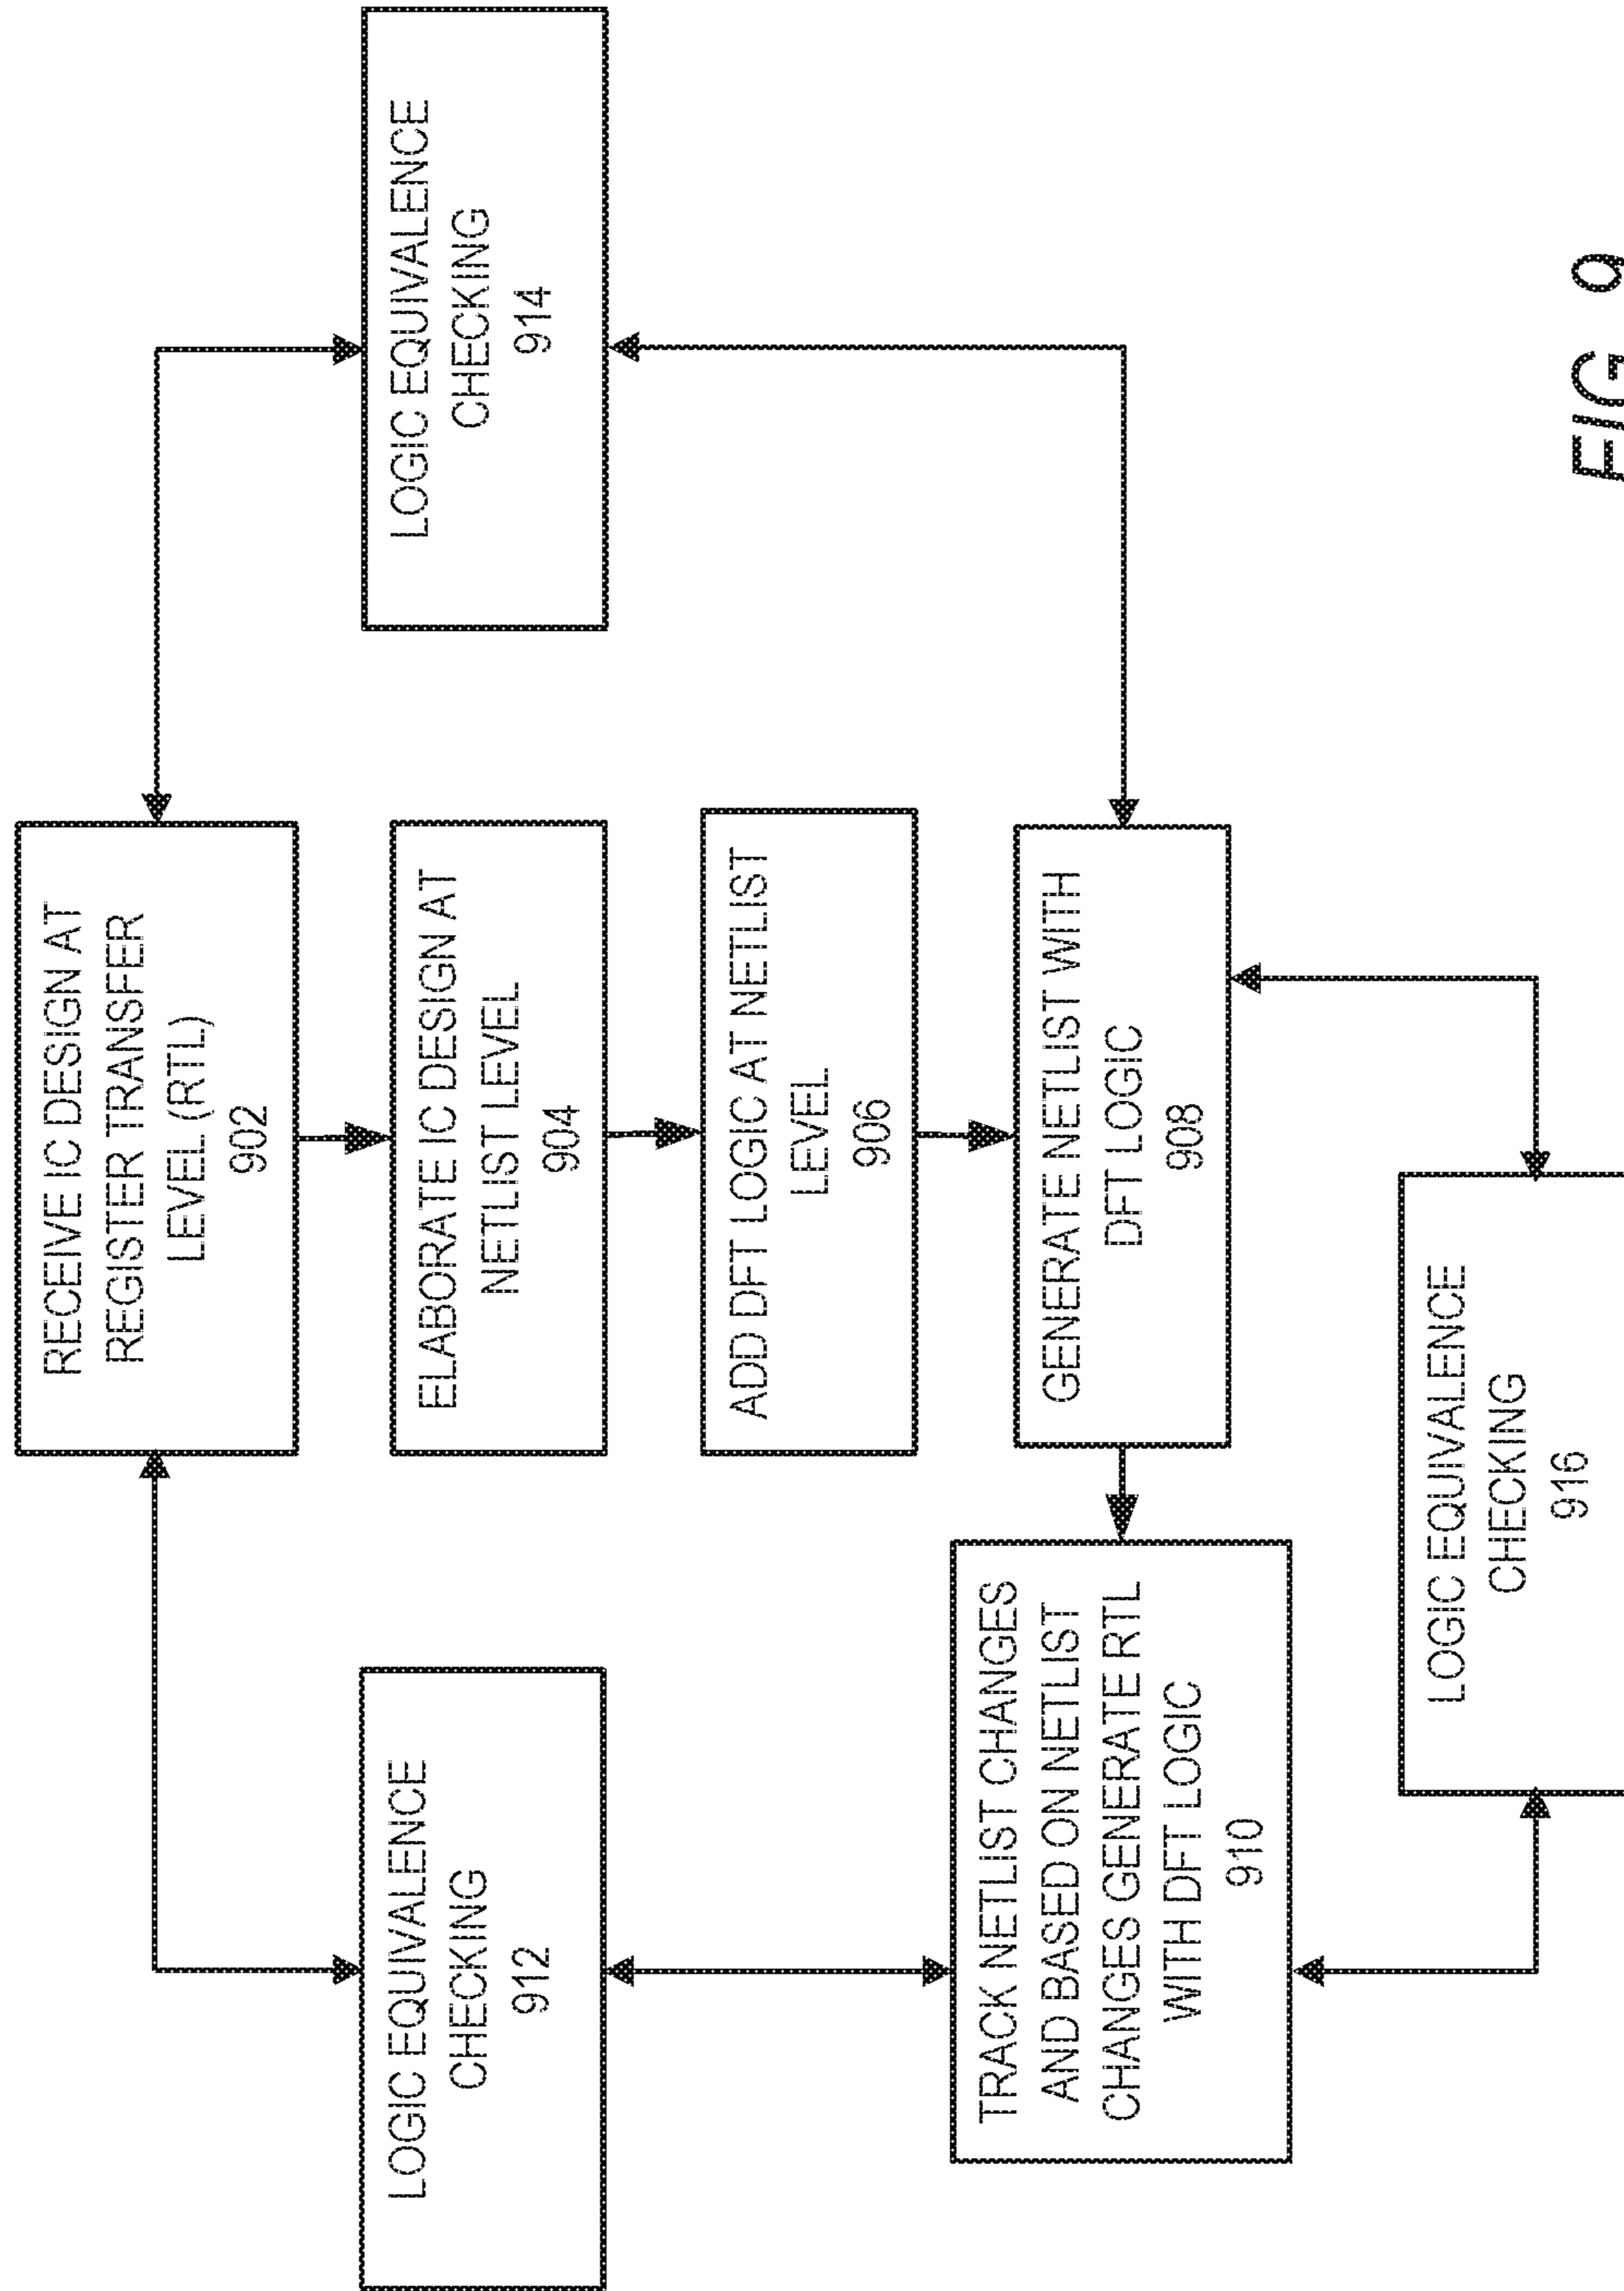 RECEIVE IC DESIGN AT
REGISTER TRANSFER
LEVEL (RTL)
902
ELABORATE IC DESIGN AT
NETLIST LEVEL
904
ADD DFT LOGIC AT NETLIST
LEVEL
906
GENERATE NETLIST WITH
DFT LOGIC
908
TRACK NETLIST CHANGES
AND BASED ON NETLIST
CHANGES GENERATE RTL
WITH DFT LOGIC
910
LOGIC EQUIVALENCE
CHECKING
912
LOGIC EQUIVALENCE
CHECKING
914
LOGIC EQUIVALENCE
CHECKING
916
FIG. 9